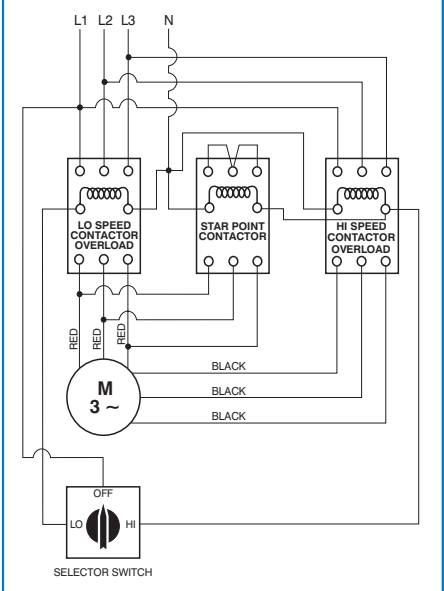 L1 L2 L3 N
LO SPEED
CONTACTOR
OVERLOAD
STAR POINT
CONTACTOR
HI SPEED
CONTACTOR
OVERLOAD
RED
RED
RED
BLACK
M
3 ~
BLACK
BLACK
OFF
LO HI
SELECTOR SWITCH